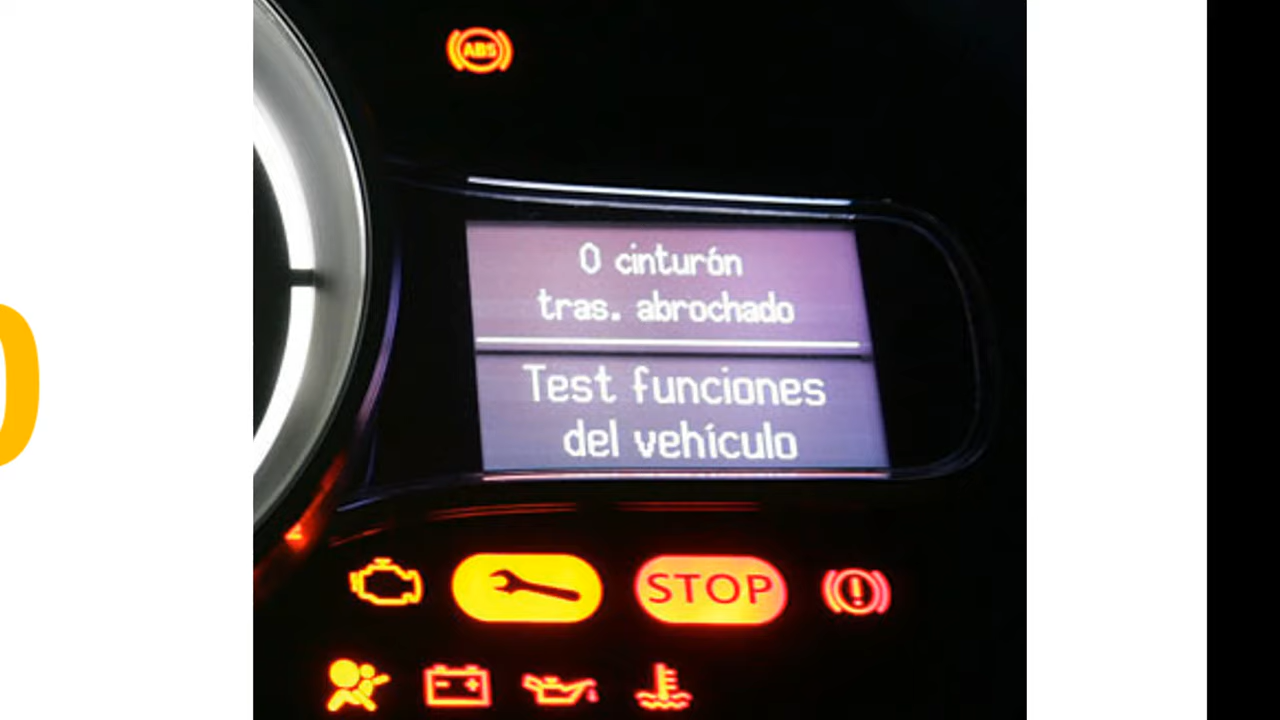 ABS
0 cinturón
tras. abrochado
Test funciones
del vehículo
STOP